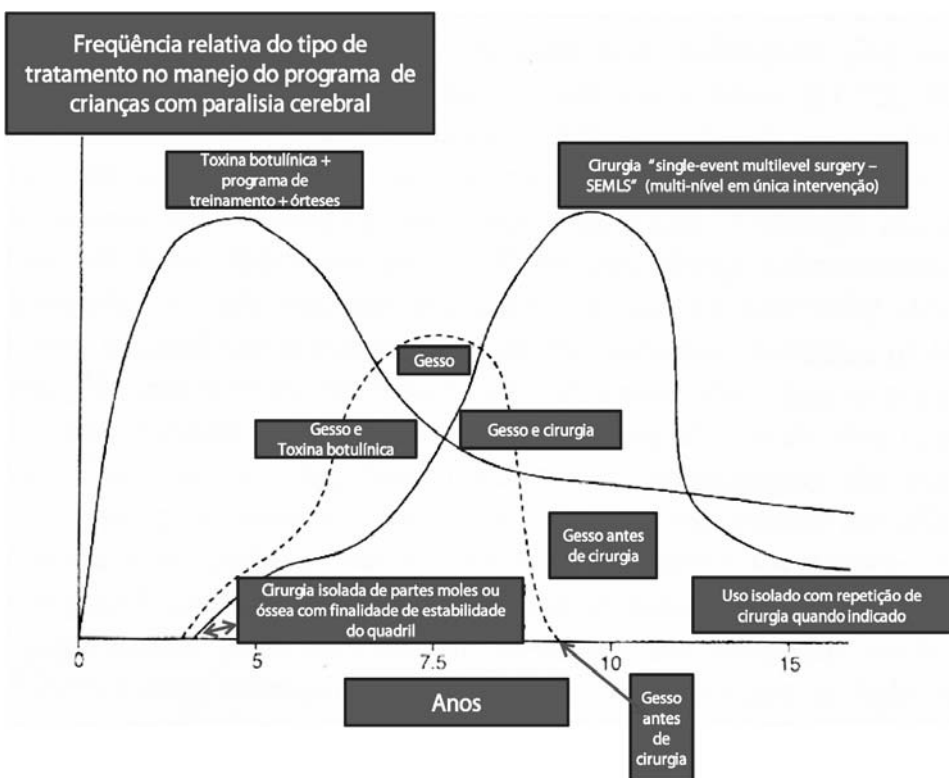 Freqüência relativa do tipo de
tratamento no manejo do programa de
crianças com paralisia cerebral
Toxina botulínica +
programa de
treinamento + órteses
Cirurgia “single-event multilevel surgery –
SEMLS” (multi-nível em única intervenção)
Gesso
Gesso e
Toxina botulínica
Gesso e cirurgia
Gesso antes
de cirurgia
Cirurgia isolada de partes moles ou
óssea com finalidade de estabilidade
do quadril
Uso isolado com repetição de
cirurgia quando indicado
0
5
7.5
10
15
Anos
Gesso
antes
de
cirurgia